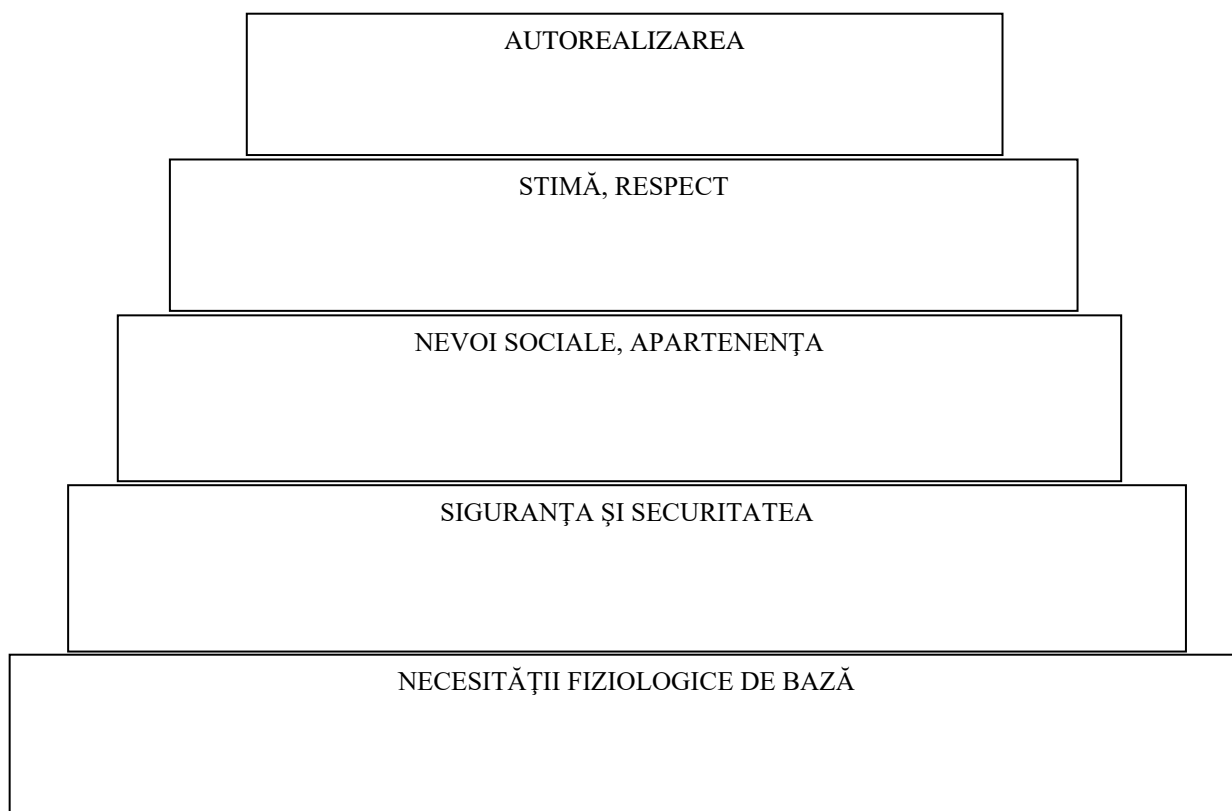 AUTOREALIZAREA
STIMĂ, RESPECT
NEVOI SOCIALE, APARTENENŢA
SIGURANŢA ŞI SECURITATEA
NECESITĂŢII FIZIOLOGICE DE BAZĂ